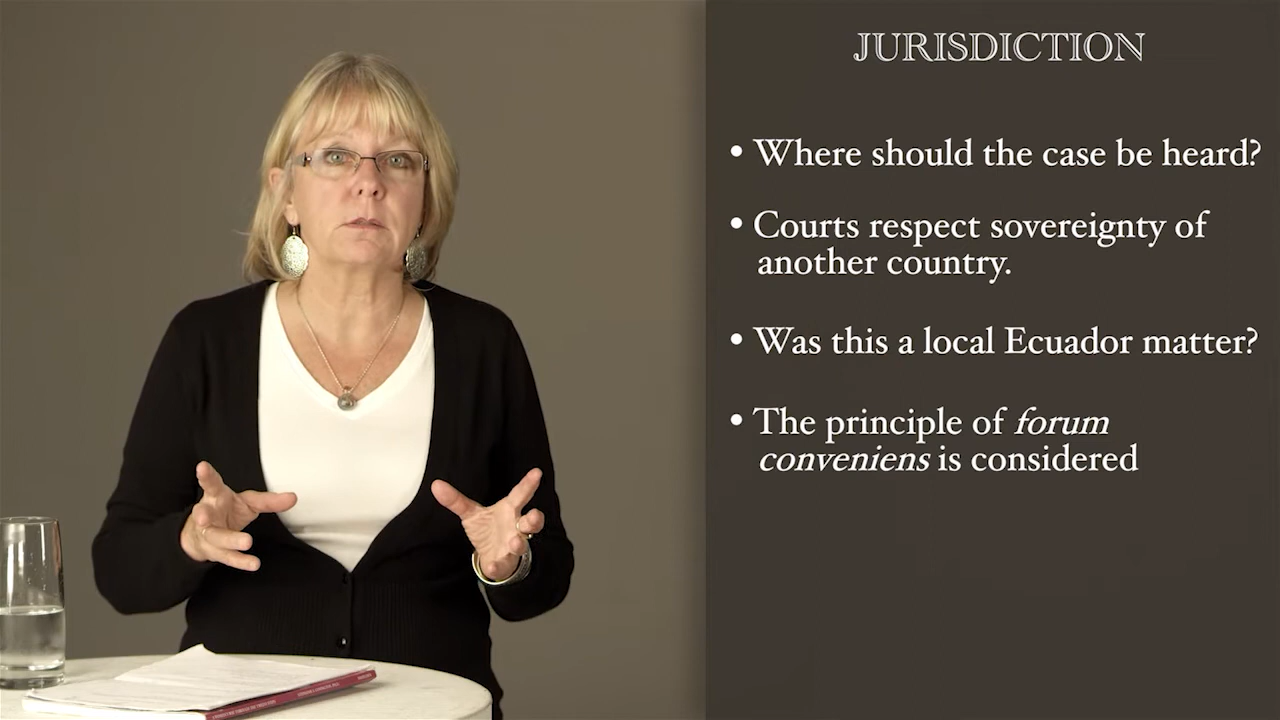 JURISDICTION
• Where should the case be heard?
• Courts respect sovereignty of
another country.
• Was this a local Ecuador matter?
• The principle of forum
conveniens is considered